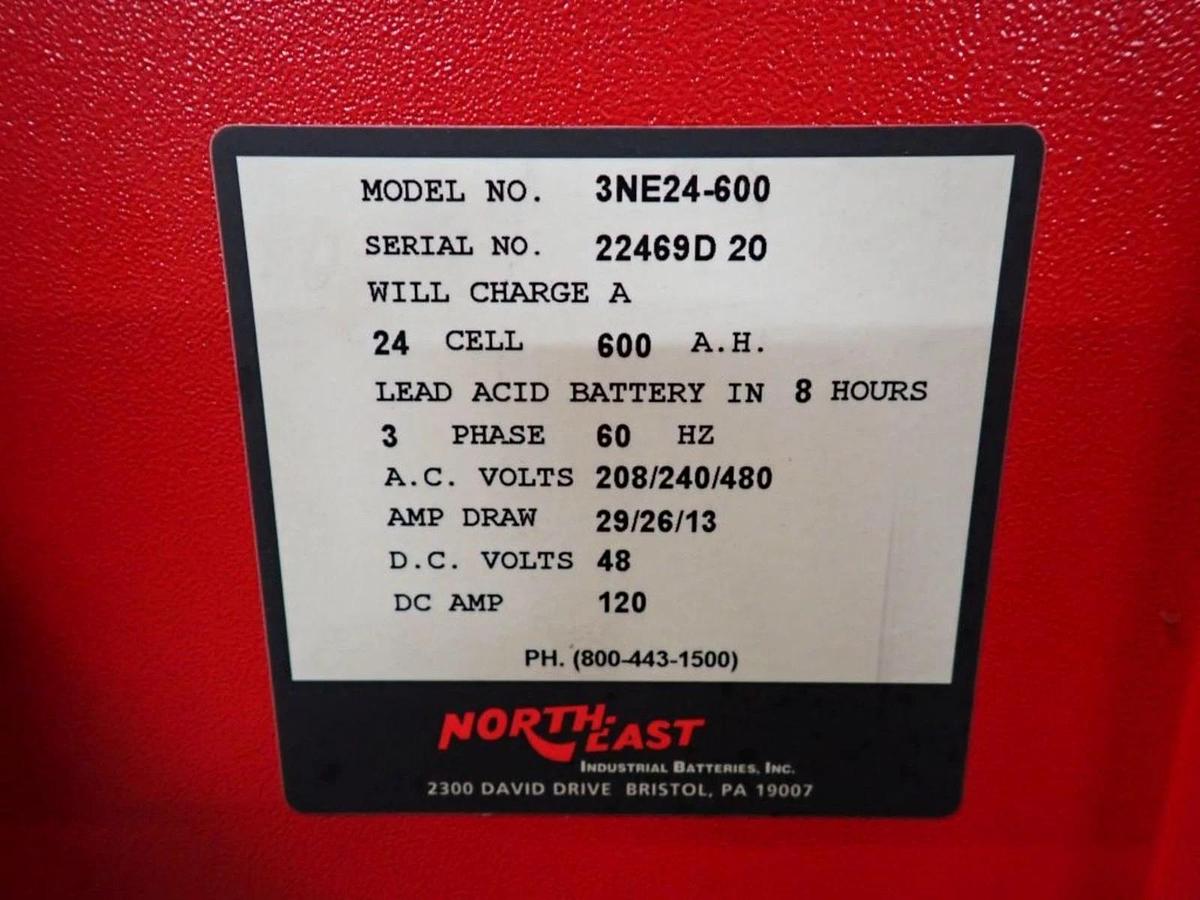 MODEL NO. 3NE24-600
SERIAL NO. 22469D 20
WILL CHARGE A
24 CELL 600 A.H.
LEAD ACID BATTERY IN 8 HOURS
3 PHASE 60 HZ
A.C. VOLTS 208/240/480
AMP DRAW 29/26/13
D.C. VOLTS 48
DC AMP 120
PH. (800-443-1500)
NORTH-
EAST
INDUSTRIAL BATTERIES, INC.
2300 DAVID DRIVE BRISTOL, PA 19007